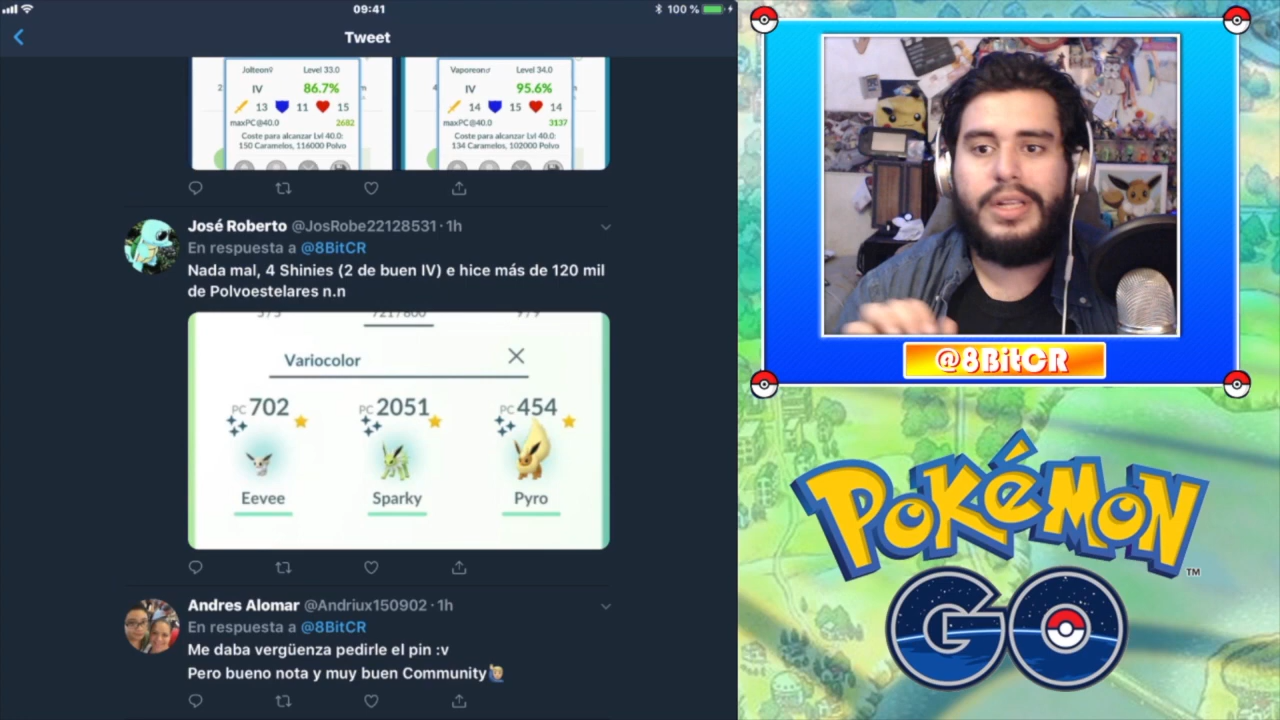 09:41
100 %
Tweet
Jolteon♀ Level 33.0
IV 86.7%
13 11 15
maxPC@40.0 2682
Coste para alcanzar Lvl 40.0:
150 Caramelos, 116000 Polvo
Vaporeon♂ Level 34.0
IV 95.6%
14 15 14
maxPC@40.0 3137
Coste para alcanzar Lvl 40.0:
134 Caramelos, 102000 Polvo
José Roberto @JosRobe22128531 · 1h
En respuesta a @8BitCR
Nada mal, 4 Shinies (2 de buen IV) e hice más de 120 mil
de Polvoestelares n.n
721/800
Variocolor
PC 702 PC 2051 PC 454
Eevee Sparky Pyro
Andres Alomar @Andriux150902 · 1h
En respuesta a @8BitCR
Me daba vergüenza pedirle el pin :v
Pero bueno nota y muy buen Community
@8BitCR
POKéMON
TM
GO